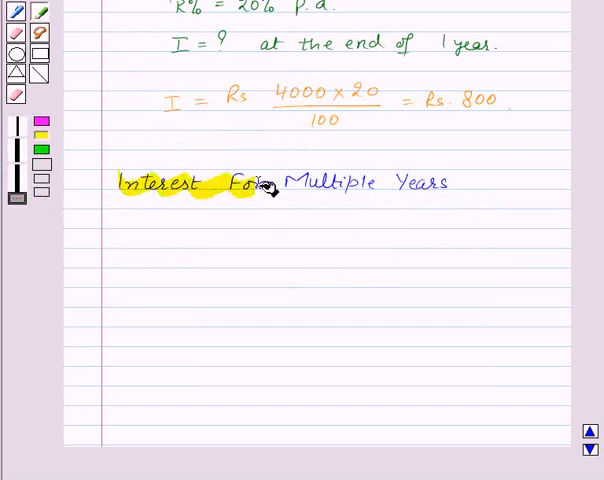 R% = 20% p.a.
I = ? at the end of 1 year.
I = Rs 4000 × 20 / 100 = Rs. 800.
Interest For Multiple Years